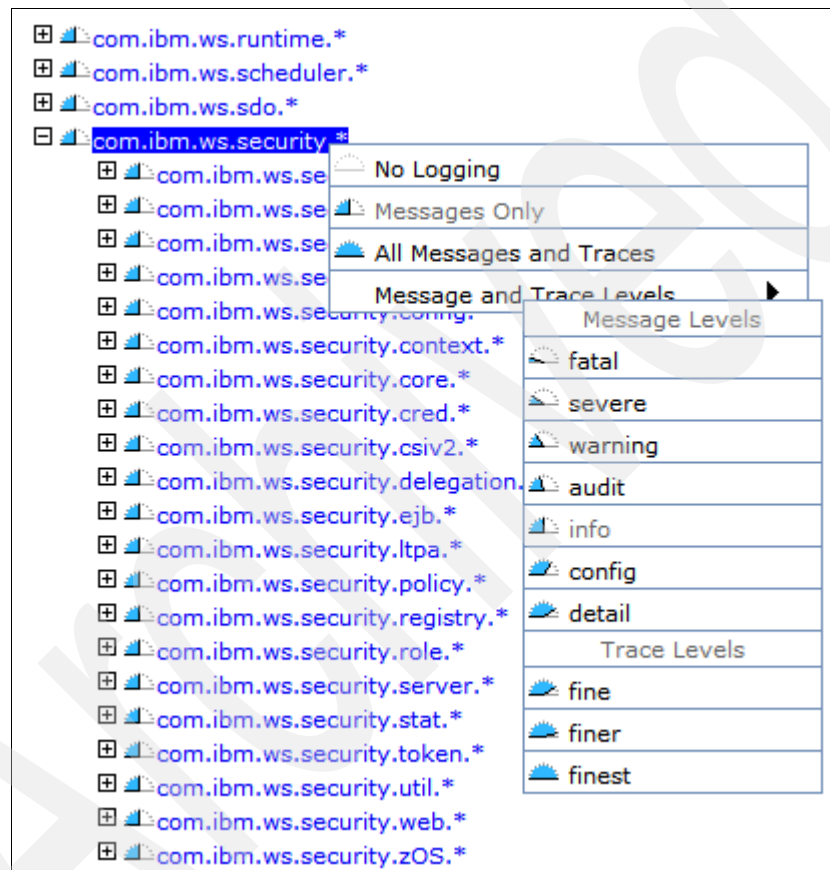 com.ibm.ws.runtime.*
com.ibm.ws.scheduler.*
com.ibm.ws.sdo.*
com.ibm.ws.security.*
com.ibm.ws.se
No Logging
com.ibm.ws.se
Messages Only
com.ibm.ws.se
All Messages and Traces
com.ibm.ws.se
Message and Trace Levels
com.ibm.ws.security.config.
Message Levels
com.ibm.ws.security.context.*
fatal
com.ibm.ws.security.core.*
severe
com.ibm.ws.security.cred.*
warning
com.ibm.ws.security.csiv2.*
audit
com.ibm.ws.security.delegation.
info
com.ibm.ws.security.ejb.*
config
com.ibm.ws.security.ltpa.*
detail
com.ibm.ws.security.policy.*
Trace Levels
com.ibm.ws.security.registry.*
fine
com.ibm.ws.security.role.*
finer
com.ibm.ws.security.server.*
finest
com.ibm.ws.security.stat.*
com.ibm.ws.security.token.*
com.ibm.ws.security.util.*
com.ibm.ws.security.web.*
com.ibm.ws.security.zOS.*
Archived